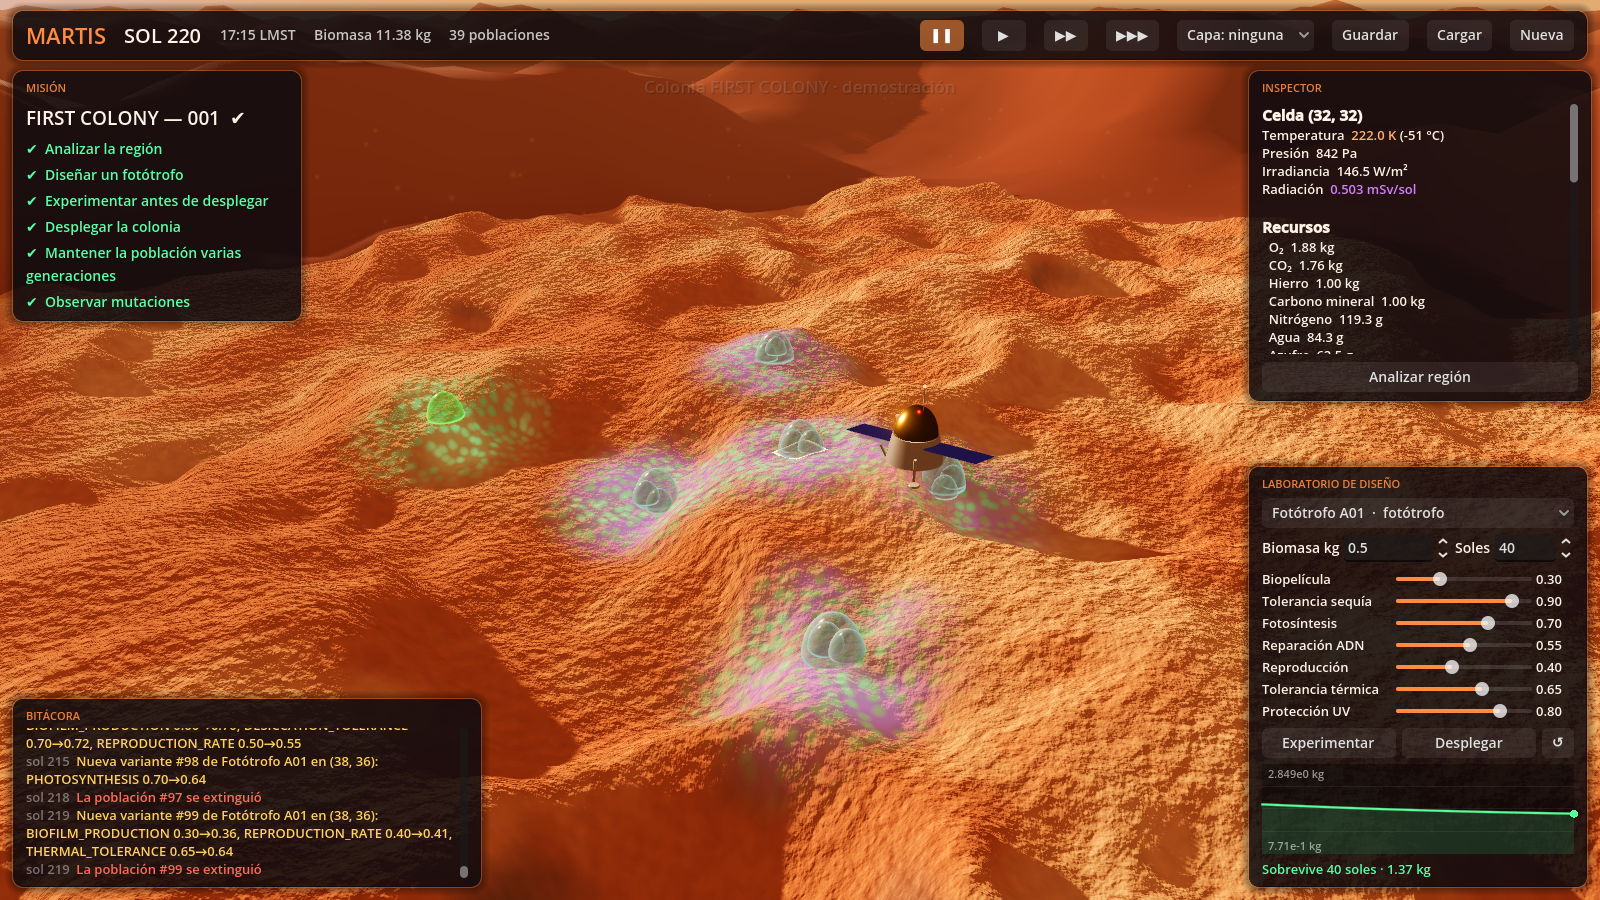 MARTIS SOL 220 17:15 LMST Biomasa 11.38 kg 39 poblaciones ❚❚ ▶ ▶▶ ▶▶▶ Capa: ninguna Guardar Cargar Nueva
Colonia FIRST COLONY · demostración
MISIÓN
FIRST COLONY — 001 ✔
✔ Analizar la región
✔ Diseñar un fotótrofo
✔ Experimentar antes de desplegar
✔ Desplegar la colonia
✔ Mantener la población varias
generaciones
✔ Observar mutaciones
INSPECTOR
Celda (32, 32)
Temperatura 222.0 K (-51 °C)
Presión 842 Pa
Irradiancia 146.5 W/m²
Radiación 0.503 mSv/sol
Recursos
O₂ 1.88 kg
CO₂ 1.76 kg
Hierro 1.00 kg
Carbono mineral 1.00 kg
Nitrógeno 119.3 g
Agua 84.3 g
Analizar región
LABORATORIO DE DISEÑO
Fotótrofo A01 · fotótrofo
Biomasa kg 0.5 Soles 40
Biopelícula 0.30
Tolerancia sequía 0.90
Fotosíntesis 0.70
Reparación ADN 0.55
Reproducción 0.40
Tolerancia térmica 0.65
Protección UV 0.80
Experimentar Desplegar ↺
2.849e0 kg
7.71e-1 kg
Sobrevive 40 soles · 1.37 kg
BITÁCORA
0.70→0.72, REPRODUCTION_RATE 0.50→0.55
sol 215 Nueva variante #98 de Fotótrofo A01 en (38, 36):
PHOTOSYNTHESIS 0.70→0.64
sol 218 La población #97 se extinguió
sol 219 Nueva variante #99 de Fotótrofo A01 en (38, 36):
BIOFILM_PRODUCTION 0.30→0.36, REPRODUCTION_RATE 0.40→0.41,
THERMAL_TOLERANCE 0.65→0.64
sol 219 La población #99 se extinguió